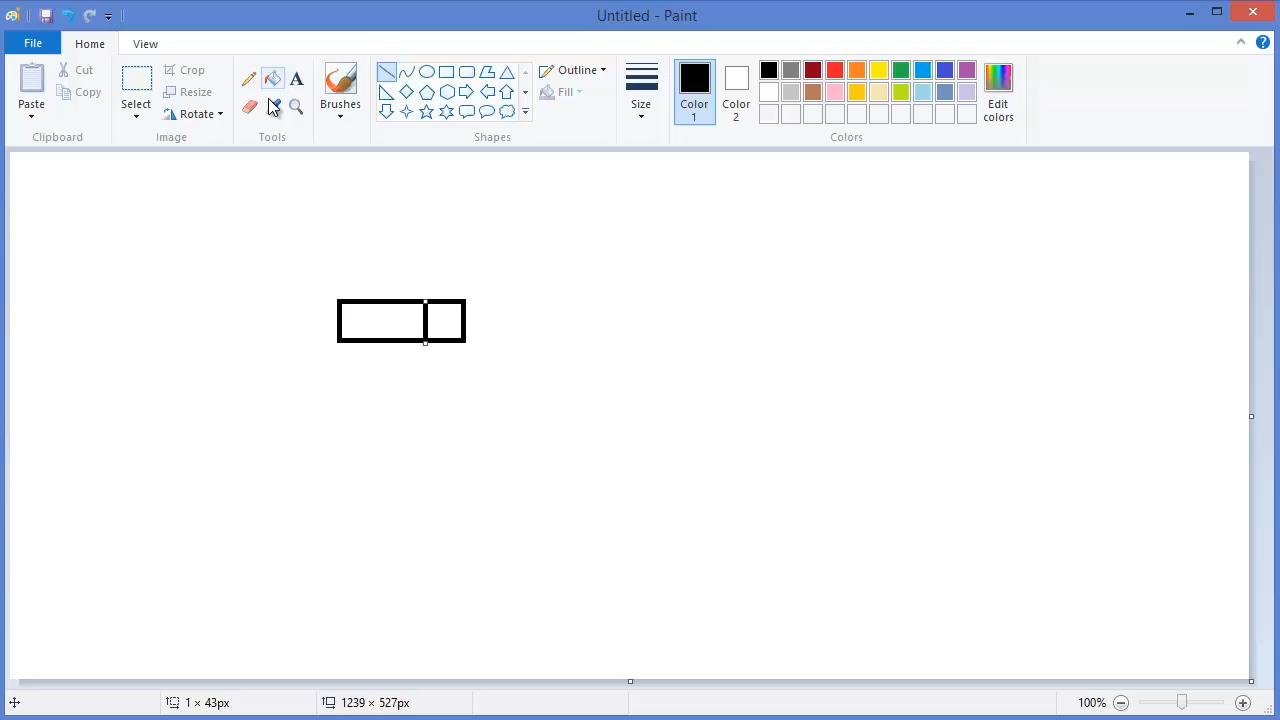 Untitled - Paint
File Home View
Paste
Cut
Copy
Clipboard
Select
Crop
Resize
Rotate
Image
A
Tools
Brushes
Outline
Fill
Shapes
Size
Color 1
Color 2
Edit colors
Colors
?
1 × 43px
1239 × 527px
100%